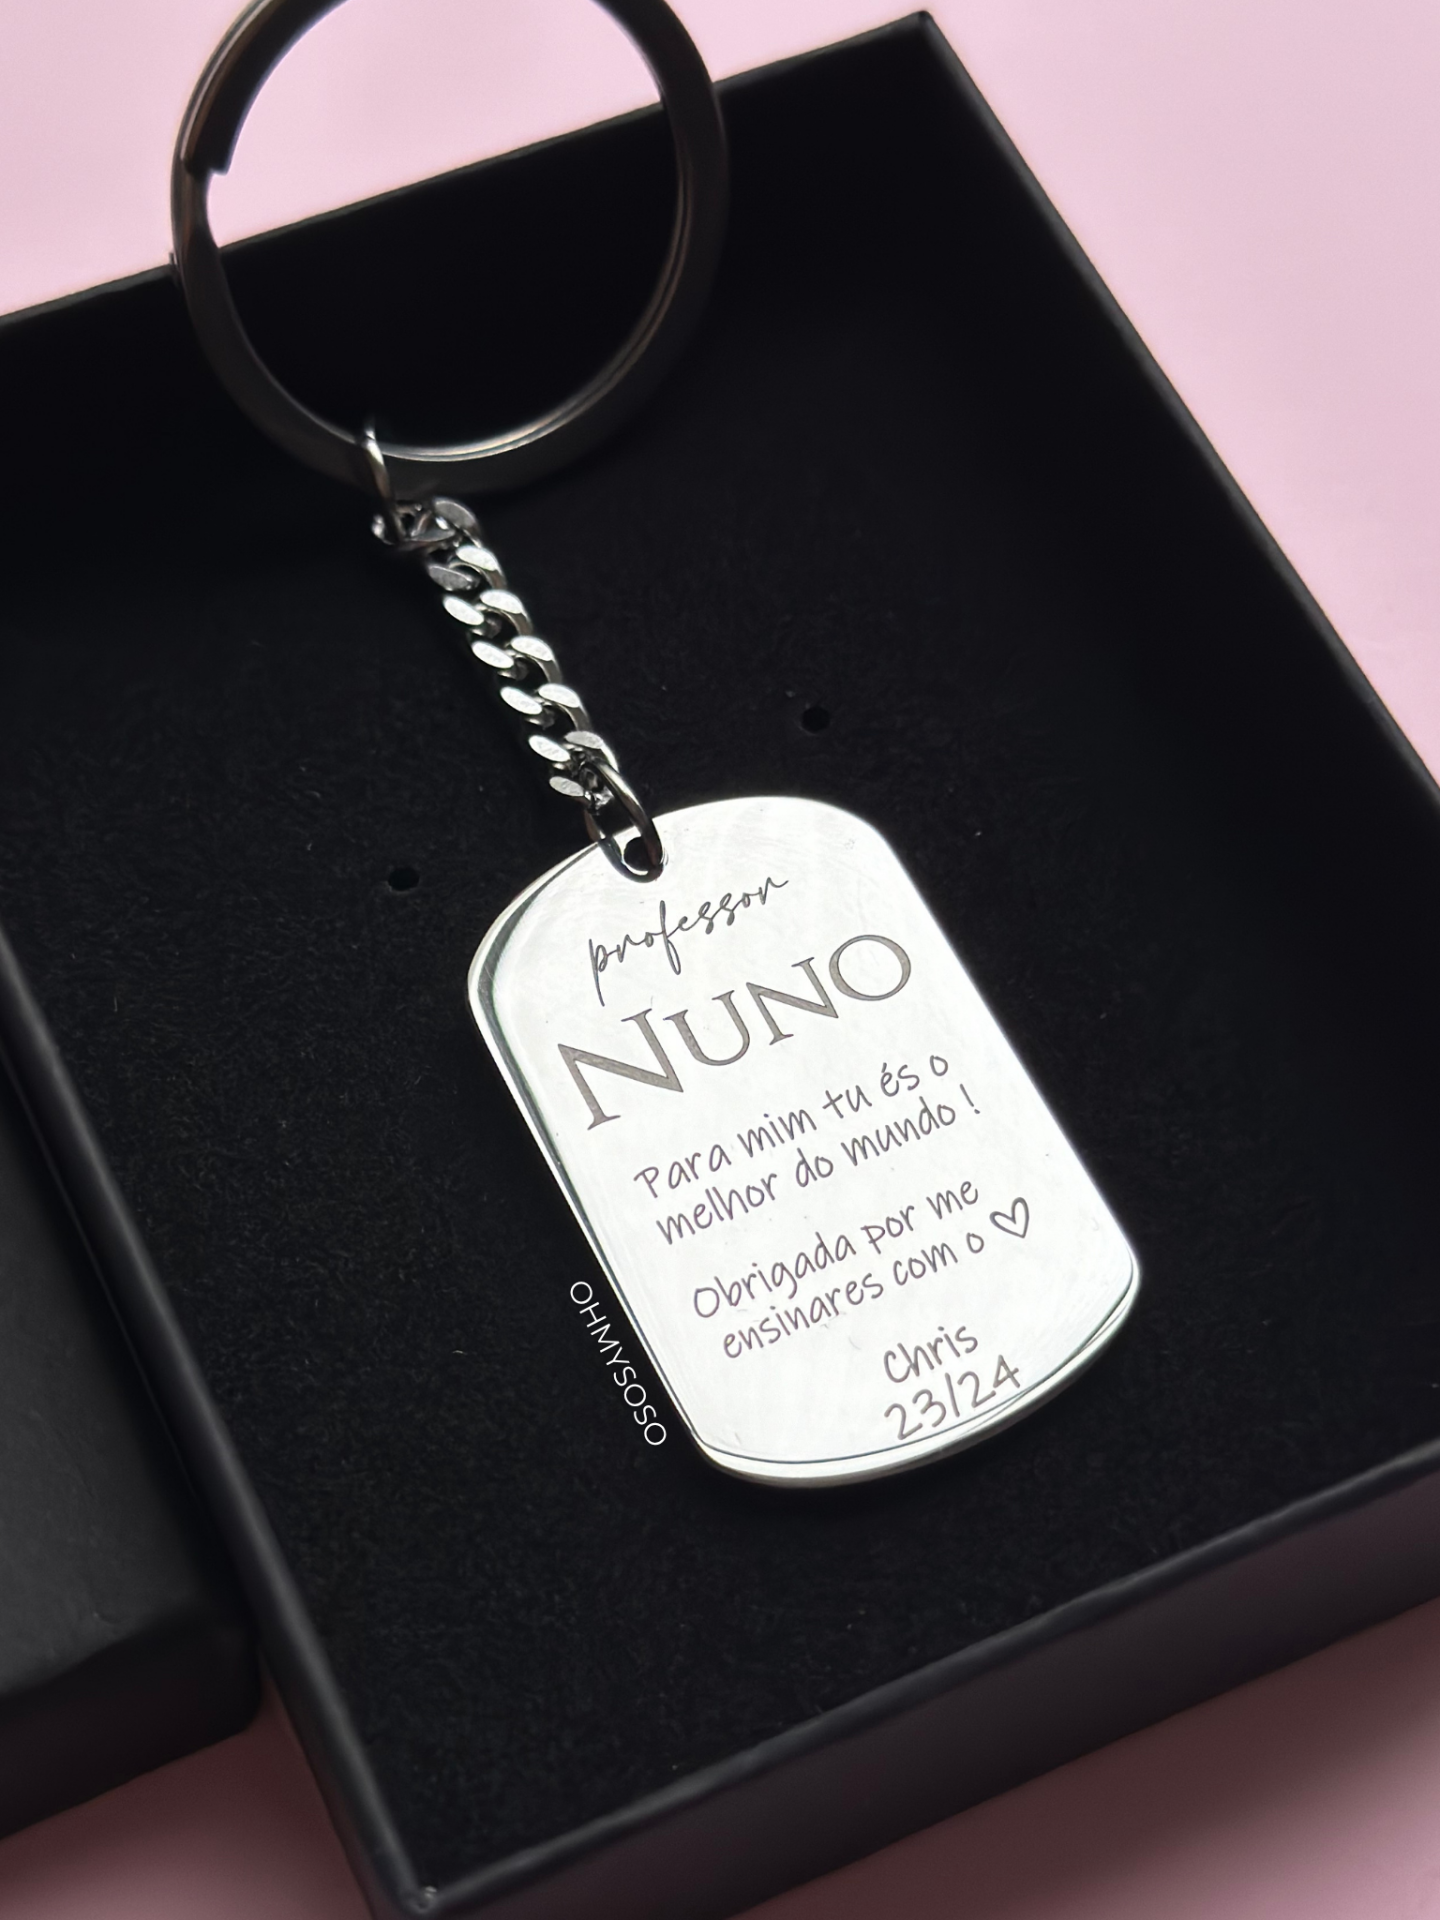 professor
NUNO
Para mim tu és o
melhor do mundo !
Obrigada por me
ensinares com o ♡
Chris
23/24
OHMYSOSO